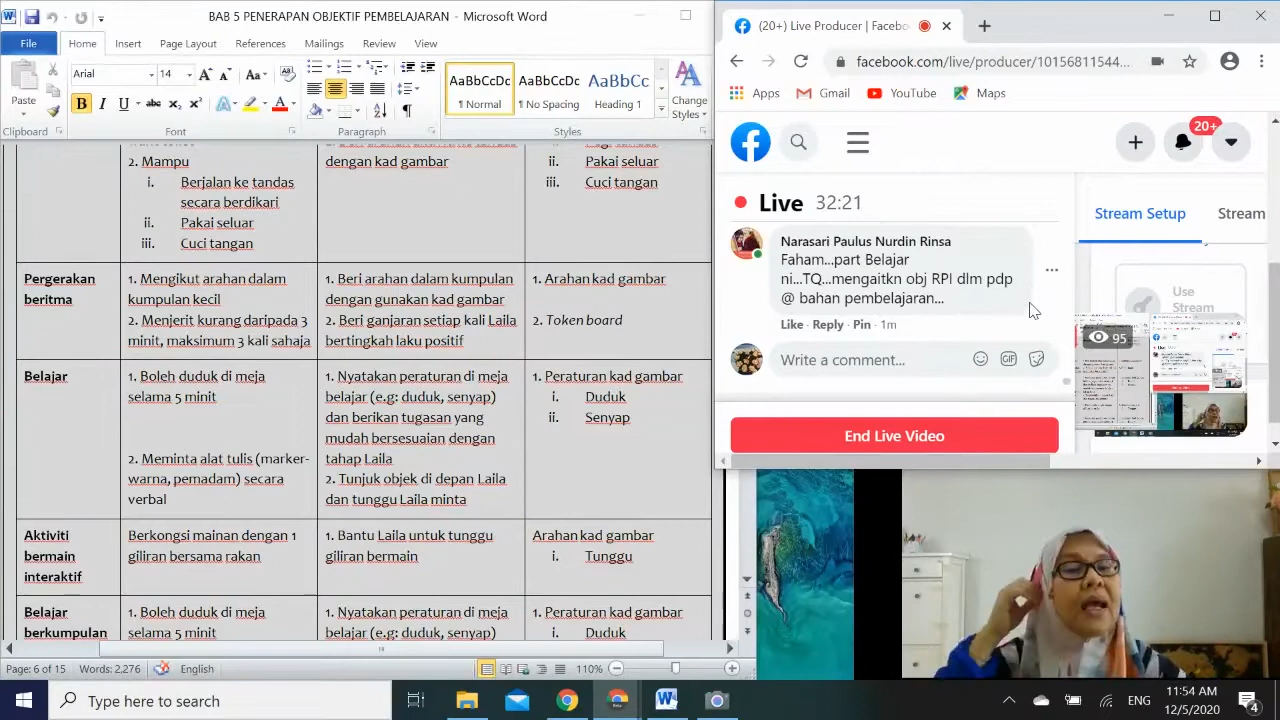 BAB 5 PENERAPAN OBJEKTIF PEMBELAJARAN - Microsoft Word
File Home Insert Page Layout References Mailings Review View
Arial 14
Paste
AaBbCcDc AaBbCcDc AaBbCc
¶ Normal ¶ No Spacing Heading 1
Change
Styles
Clipboard Font Paragraph Styles
2. Mampu
i. Berjalan ke tandas
secara berdikari
ii. Pakai seluar
iii. Cuci tangan
dengan kad gambar
ii. Pakai seluar
iii. Cuci tangan
Pergerakan
beritma
1. Mengikut arahan dalam
kumpulan kecil
2. Menjerit kurang daripada 3
minit, maksimum 3 kali sahaja
1. Beri arahan dalam kumpulan
dengan gunakan kad gambar
2. Beri ganjaran setiap kali Laila
bertingkah laku positif
1. Arahan kad gambar
2. Token board
Belajar
1. Boleh duduk di meja
selama 5 minit
2. Meminta alat tulis (marker-
warna, pemadam) secara
verbal
1. Nyatakan peraturan di meja
belajar (e.g: duduk, senyap)
dan berikan tugasan yang
mudah bersesuaian dengan
tahap Laila
2. Tunjuk objek di depan Laila
dan tunggu Laila minta
1. Peraturan kad gambar
i. Duduk
ii. Senyap
Aktiviti
bermain
interaktif
Berkongsi mainan dengan 1
giliran bersama rakan
1. Bantu Laila untuk tunggu
giliran bermain
Arahan kad gambar
i. Tunggu
Belajar
berkumpulan
1. Boleh duduk di meja
selama 5 minit
1. Nyatakan peraturan di meja
belajar (e.g: duduk, senyap)
1. Peraturan kad gambar
i. Duduk
Page: 6 of 15 Words: 2,276 English 110%
(20+) Live Producer | Facebo
facebook.com/live/producer/10156811544...
Apps Gmail YouTube Maps
20+
Live 32:21
Narasari Paulus Nurdin Rinsa
Faham...part Belajar
ni...TQ...mengaitkn obj RPI dlm pdp
@ bahan pembelajaran...
Like · Reply · Pin · 1m
Write a comment...
GIF
End Live Video
Stream Setup Stream
Use
Stream
95
Type here to search
ENG
11:54 AM
12/5/2020
4